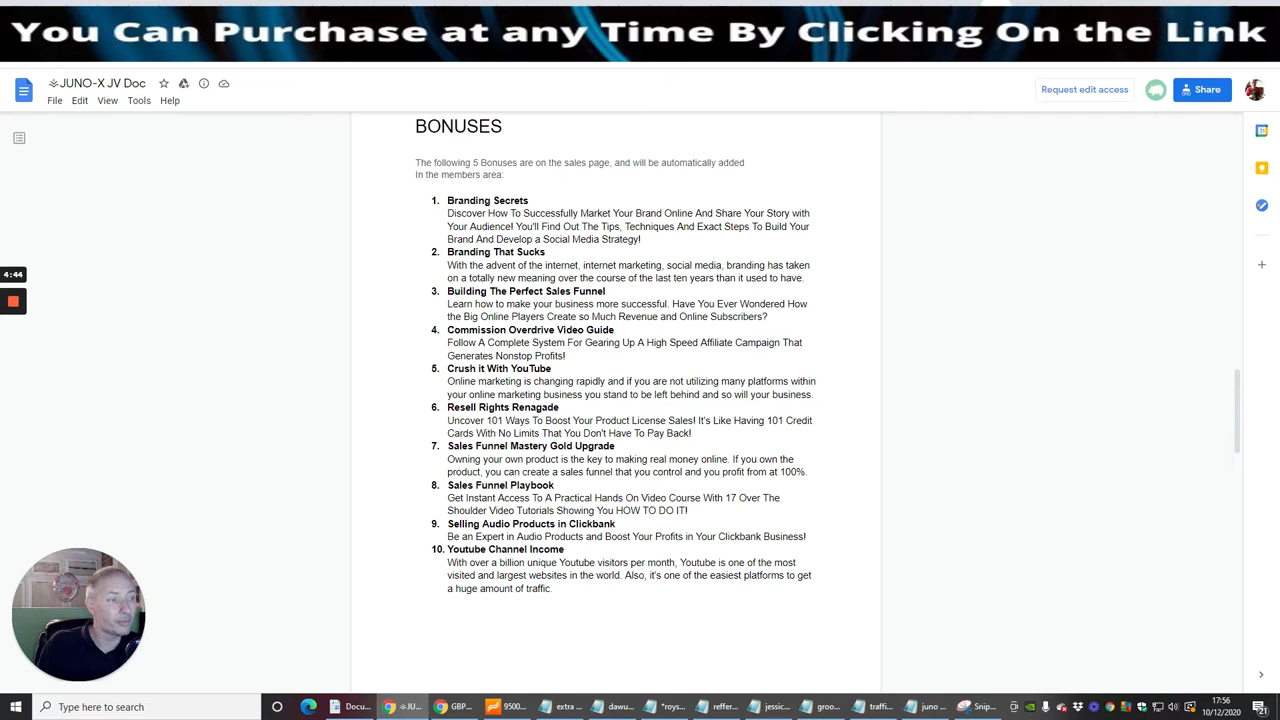 You Can Purchase at any Time By Clicking On the Link
JUNO-X JV Doc
Request edit access
Share
File Edit View Tools Help
BONUSES
The following 5 Bonuses are on the sales page, and will be automatically added
In the members area:
1. Branding Secrets
Discover How To Successfully Market Your Brand Online And Share Your Story with
Your Audience! You'll Find Out The Tips, Techniques And Exact Steps To Build Your
Brand And Develop a Social Media Strategy!
2. Branding That Sucks
With the advent of the internet, internet marketing, social media, branding has taken
on a totally new meaning over the course of the last ten years than it used to have.
3. Building The Perfect Sales Funnel
Learn how to make your business more successful. Have You Ever Wondered How
the Big Online Players Create so Much Revenue and Online Subscribers?
4. Commission Overdrive Video Guide
Follow A Complete System For Gearing Up A High Speed Affiliate Campaign That
Generates Nonstop Profits!
5. Crush it With YouTube
Online marketing is changing rapidly and if you are not utilizing many platforms within
your online marketing business you stand to be left behind and so will your business.
6. Resell Rights Renagade
Uncover 101 Ways To Boost Your Product License Sales! It's Like Having 101 Credit
Cards With No Limits That You Don't Have To Pay Back!
7. Sales Funnel Mastery Gold Upgrade
Owning your own product is the key to making real money online. If you own the
product, you can create a sales funnel that you control and you profit from at 100%.
8. Sales Funnel Playbook
Get Instant Access To A Practical Hands On Video Course With 17 Over The
Shoulder Video Tutorials Showing You HOW TO DO IT!
9. Selling Audio Products in Clickbank
Be an Expert in Audio Products and Boost Your Profits in Your Clickbank Business!
10. Youtube Channel Income
With over a billion unique Youtube visitors per month, Youtube is one of the most
visited and largest websites in the world. Also, it's one of the easiest platforms to get
a huge amount of traffic.
4:44
Type here to search
Docu... JU... GBP... 9500... extra ... dawu... *roys... reffer... jessic... groo... traffi... juno ... Snip...
17:56
10/12/2020